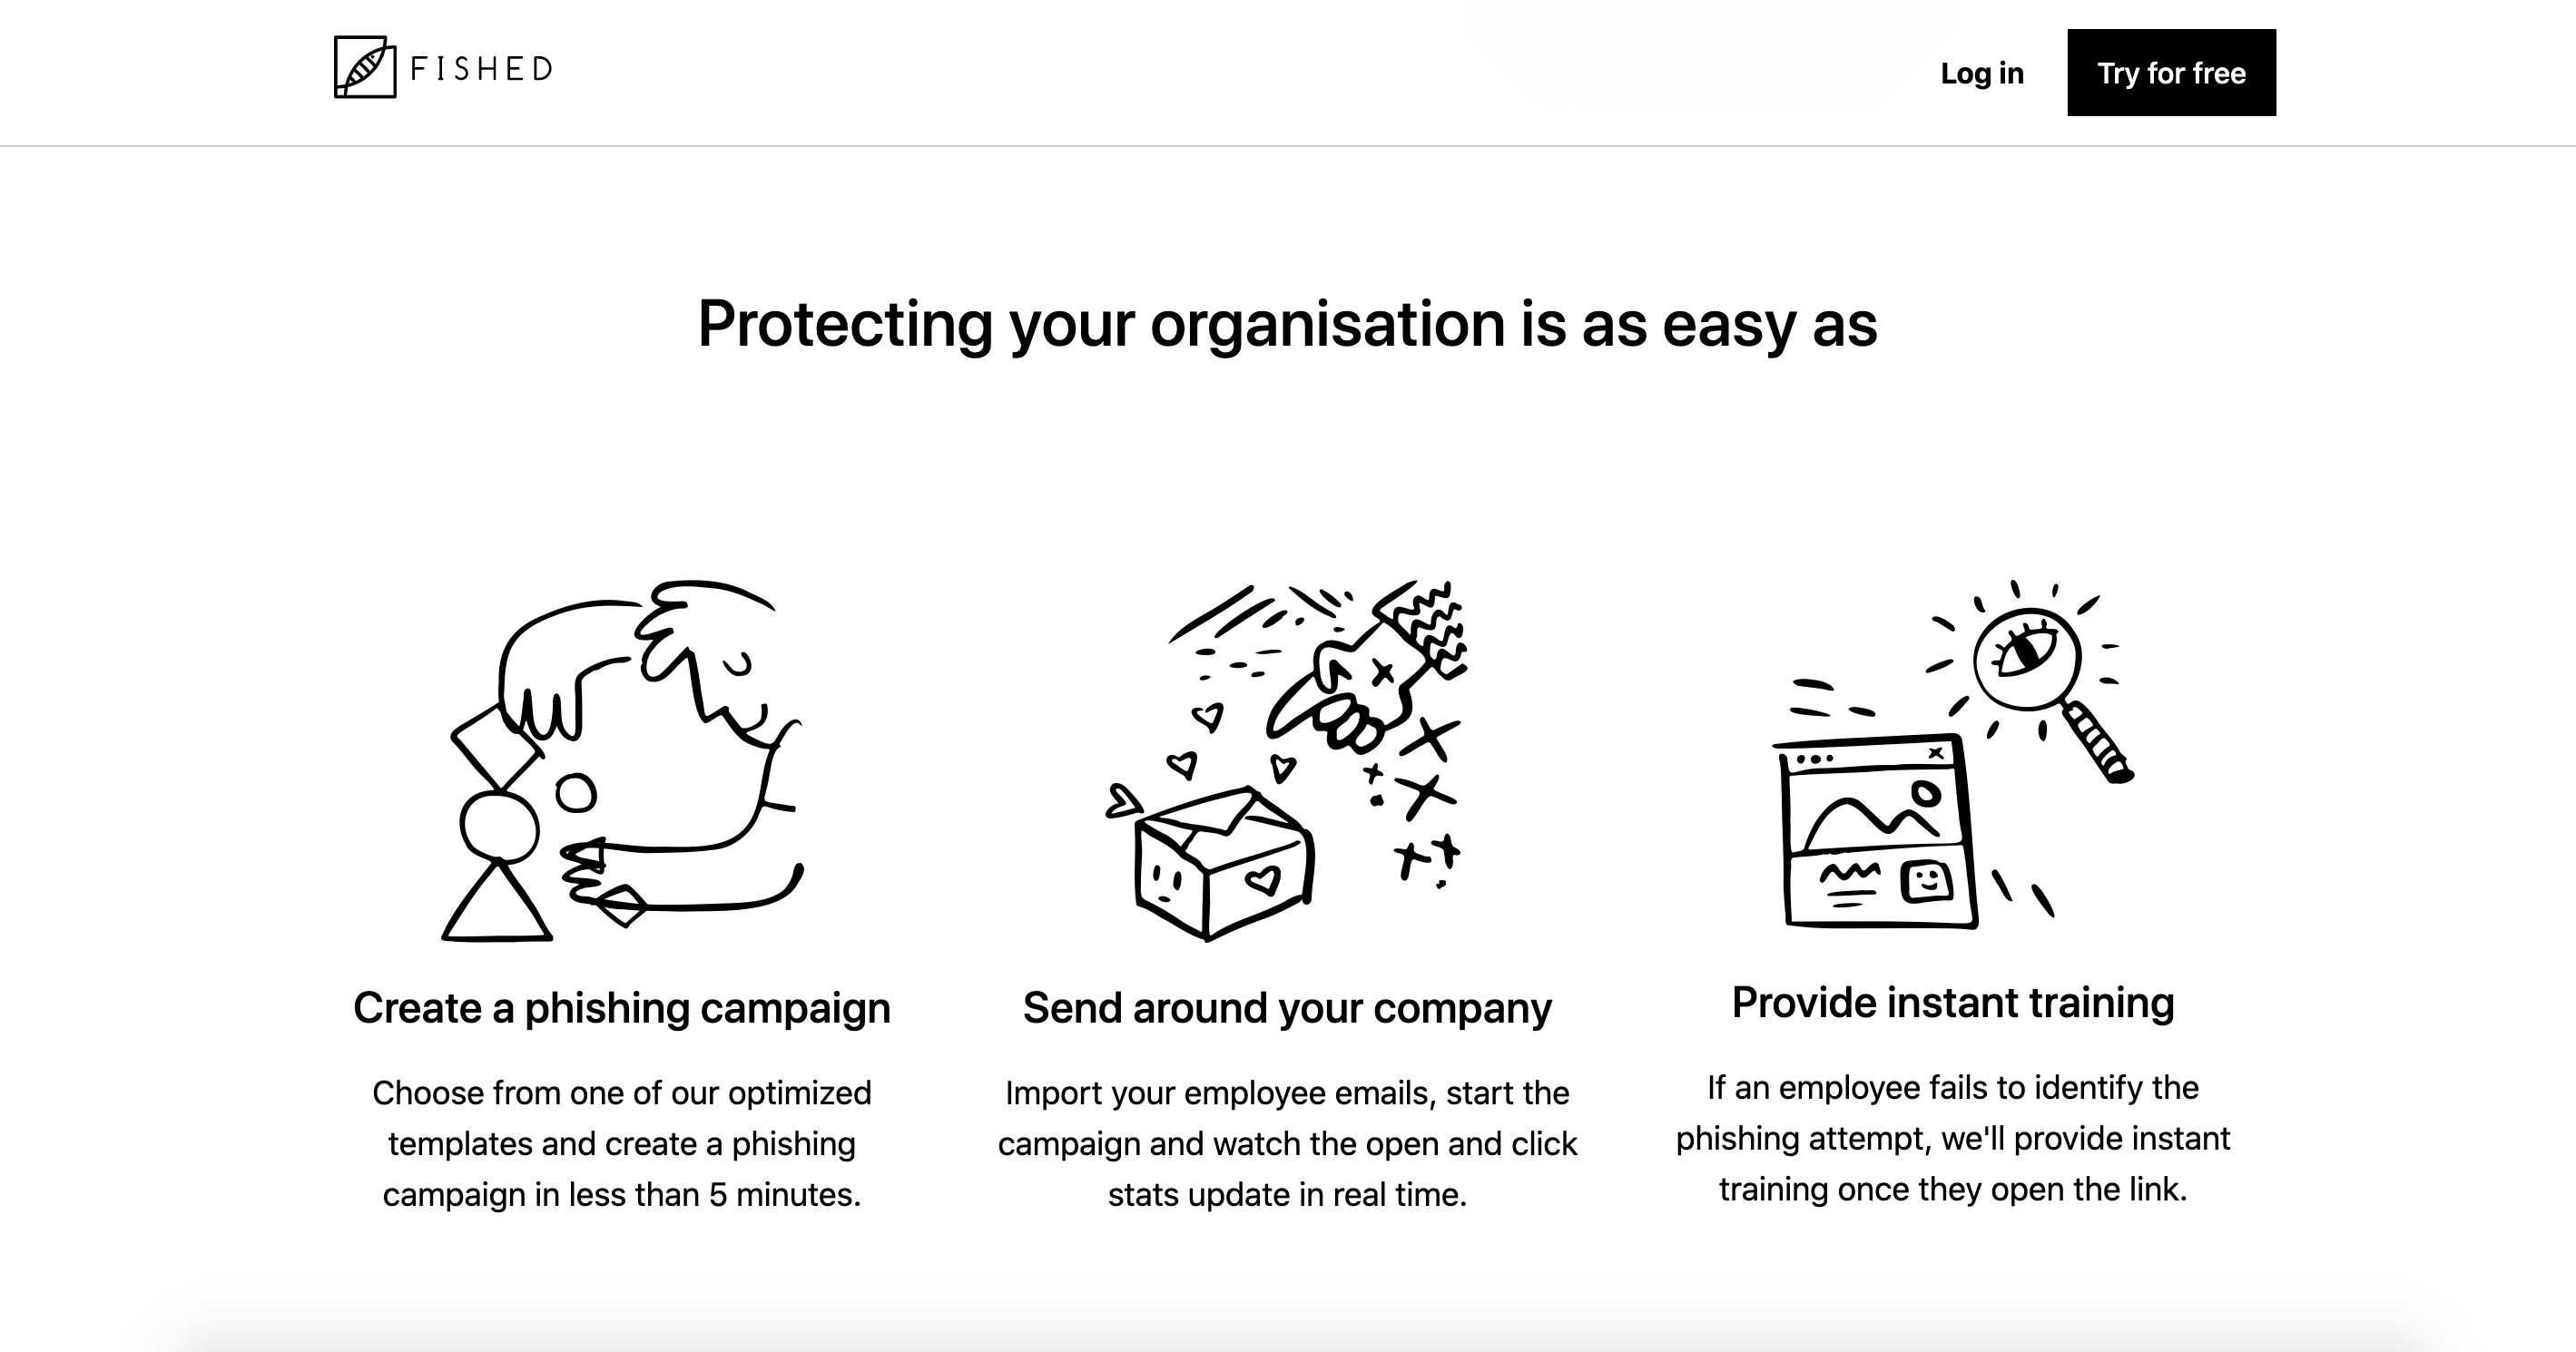 FISHED
Log in
Try for free
Protecting your organisation is as easy as
Create a phishing campaign
Choose from one of our optimized
templates and create a phishing
campaign in less than 5 minutes.
Send around your company
Import your employee emails, start the
campaign and watch the open and click
stats update in real time.
Provide instant training
If an employee fails to identify the
phishing attempt, we'll provide instant
training once they open the link.